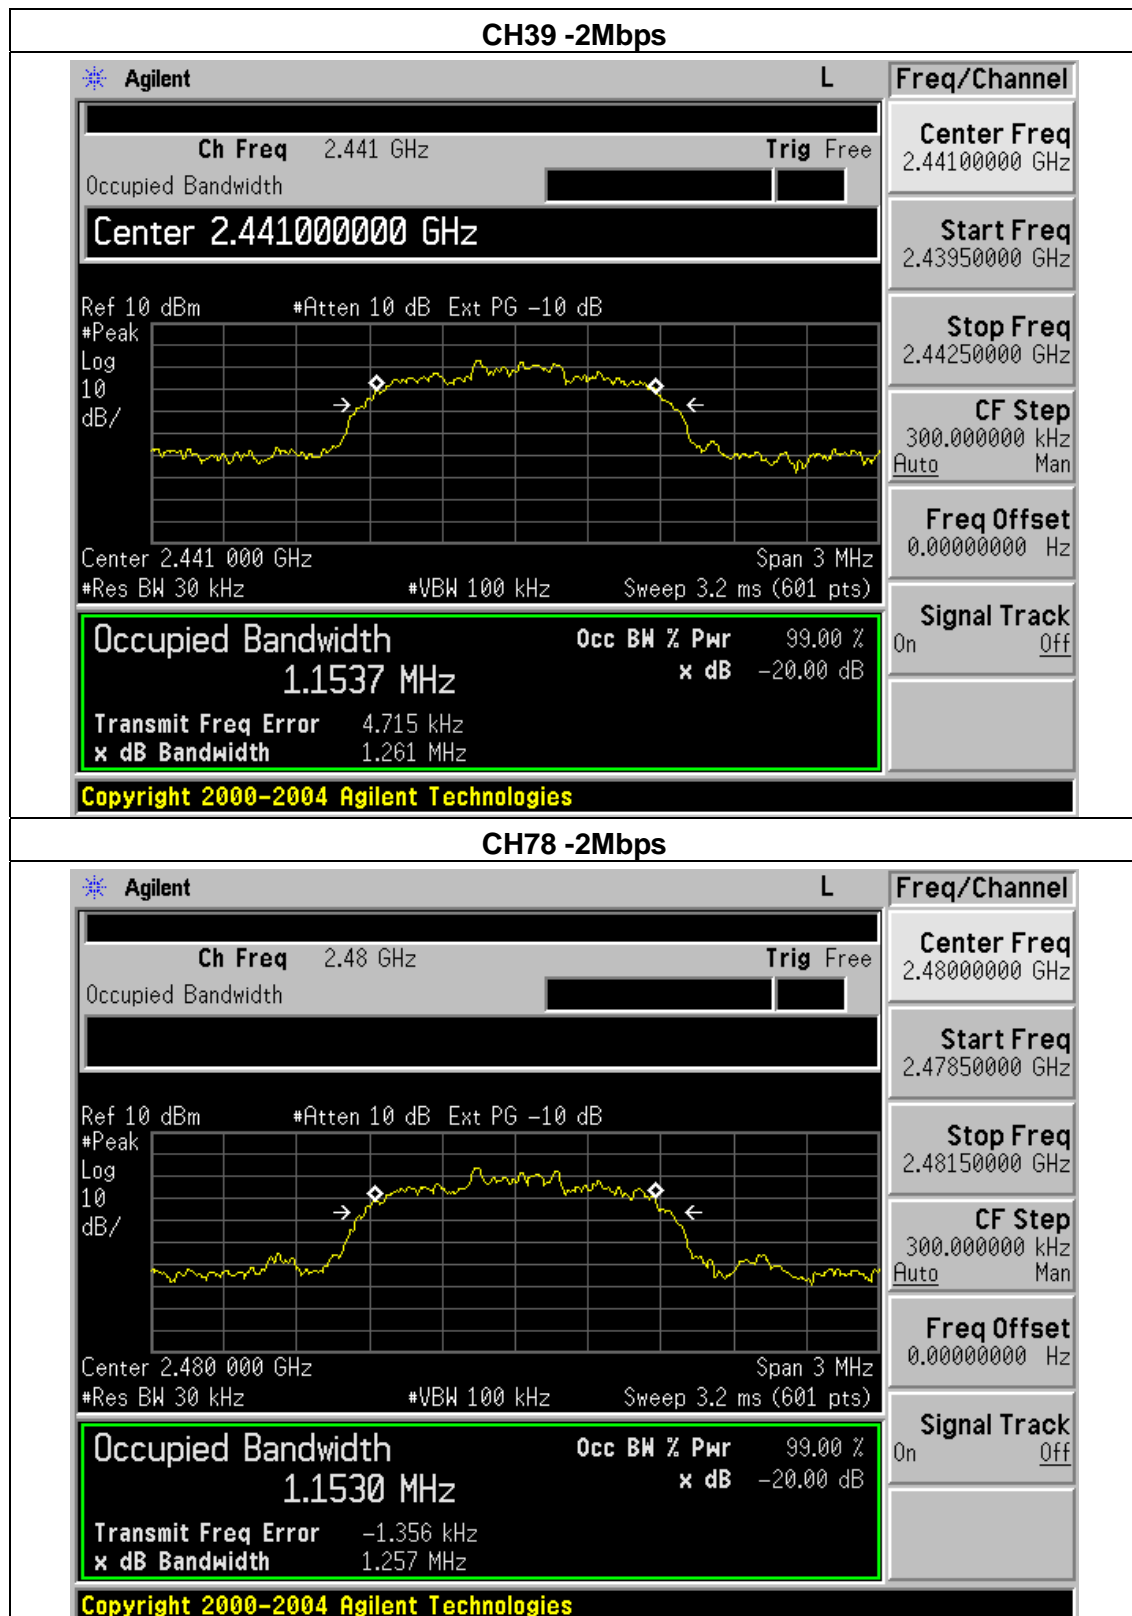 CH39 -2Mbps
Agilent L Freq/Channel
Ch Freq 2.441 GHz Trig Free
Occupied Bandwidth
Center 2.441000000 GHz
Center Freq
2.44100000 GHz
Start Freq
2.43950000 GHz
Stop Freq
2.44250000 GHz
CF Step
300.000000 kHz
Auto Man
Freq Offset
0.00000000 Hz
Signal Track
On Off
Ref 10 dBm #Atten 10 dB Ext PG -10 dB
#Peak
Log
10
dB/
Center 2.441 000 GHz Span 3 MHz
#Res BW 30 kHz #VBW 100 kHz Sweep 3.2 ms (601 pts)
Occupied Bandwidth Occ BW % Pwr 99.00 %
1.1537 MHz x dB -20.00 dB
Transmit Freq Error 4.715 kHz
x dB Bandwidth 1.261 MHz
Copyright 2000-2004 Agilent Technologies
CH78 -2Mbps
Agilent L Freq/Channel
Ch Freq 2.48 GHz Trig Free
Occupied Bandwidth
Center Freq
2.48000000 GHz
Start Freq
2.47850000 GHz
Stop Freq
2.48150000 GHz
CF Step
300.000000 kHz
Auto Man
Freq Offset
0.00000000 Hz
Signal Track
On Off
Ref 10 dBm #Atten 10 dB Ext PG -10 dB
#Peak
Log
10
dB/
Center 2.480 000 GHz Span 3 MHz
#Res BW 30 kHz #VBW 100 kHz Sweep 3.2 ms (601 pts)
Occupied Bandwidth Occ BW % Pwr 99.00 %
1.1530 MHz x dB -20.00 dB
Transmit Freq Error -1.356 kHz
x dB Bandwidth 1.257 MHz
Copyright 2000-2004 Agilent Technologies